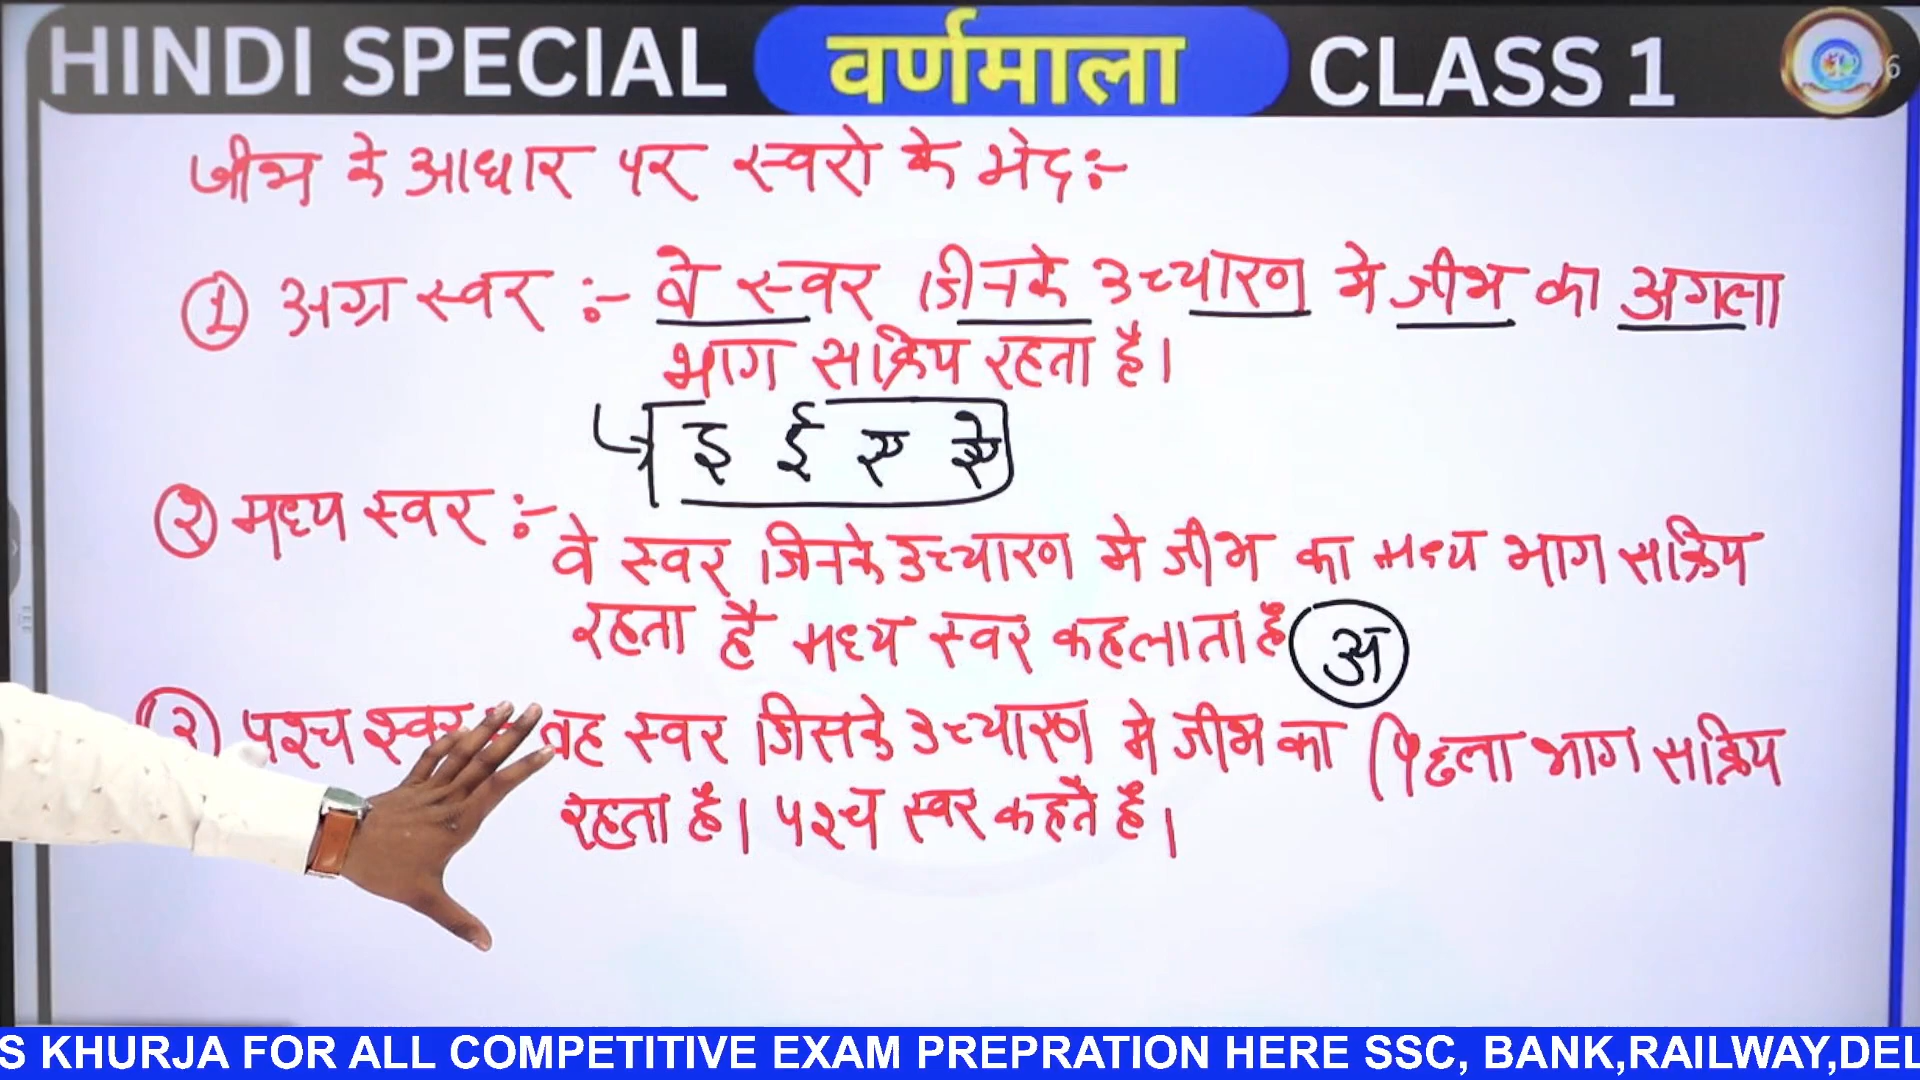 HINDI SPECIAL वर्णमाला CLASS 1
जीभ के आधार पर स्वरो के भेद :-
① अग्र स्वर :- वे स्वर जिनके उच्चारण मे जीभ का अगला
भाग सक्रिय रहता है।
इ ई ए ऐ
② मध्य स्वर :-
वे स्वर जिनके उच्चारण मे जीभ का मध्य भाग सक्रिय
रहता है मध्य स्वर कहलाता है अ
पश्च स्वर वह स्वर जिसके उच्चारण मे जीभ का पिछला भाग सक्रिय
रहता है। पश्च स्वर कहते है।
S KHURJA FOR ALL COMPETITIVE EXAM PREPRATION HERE SSC, BANK,RAILWAY,DEL